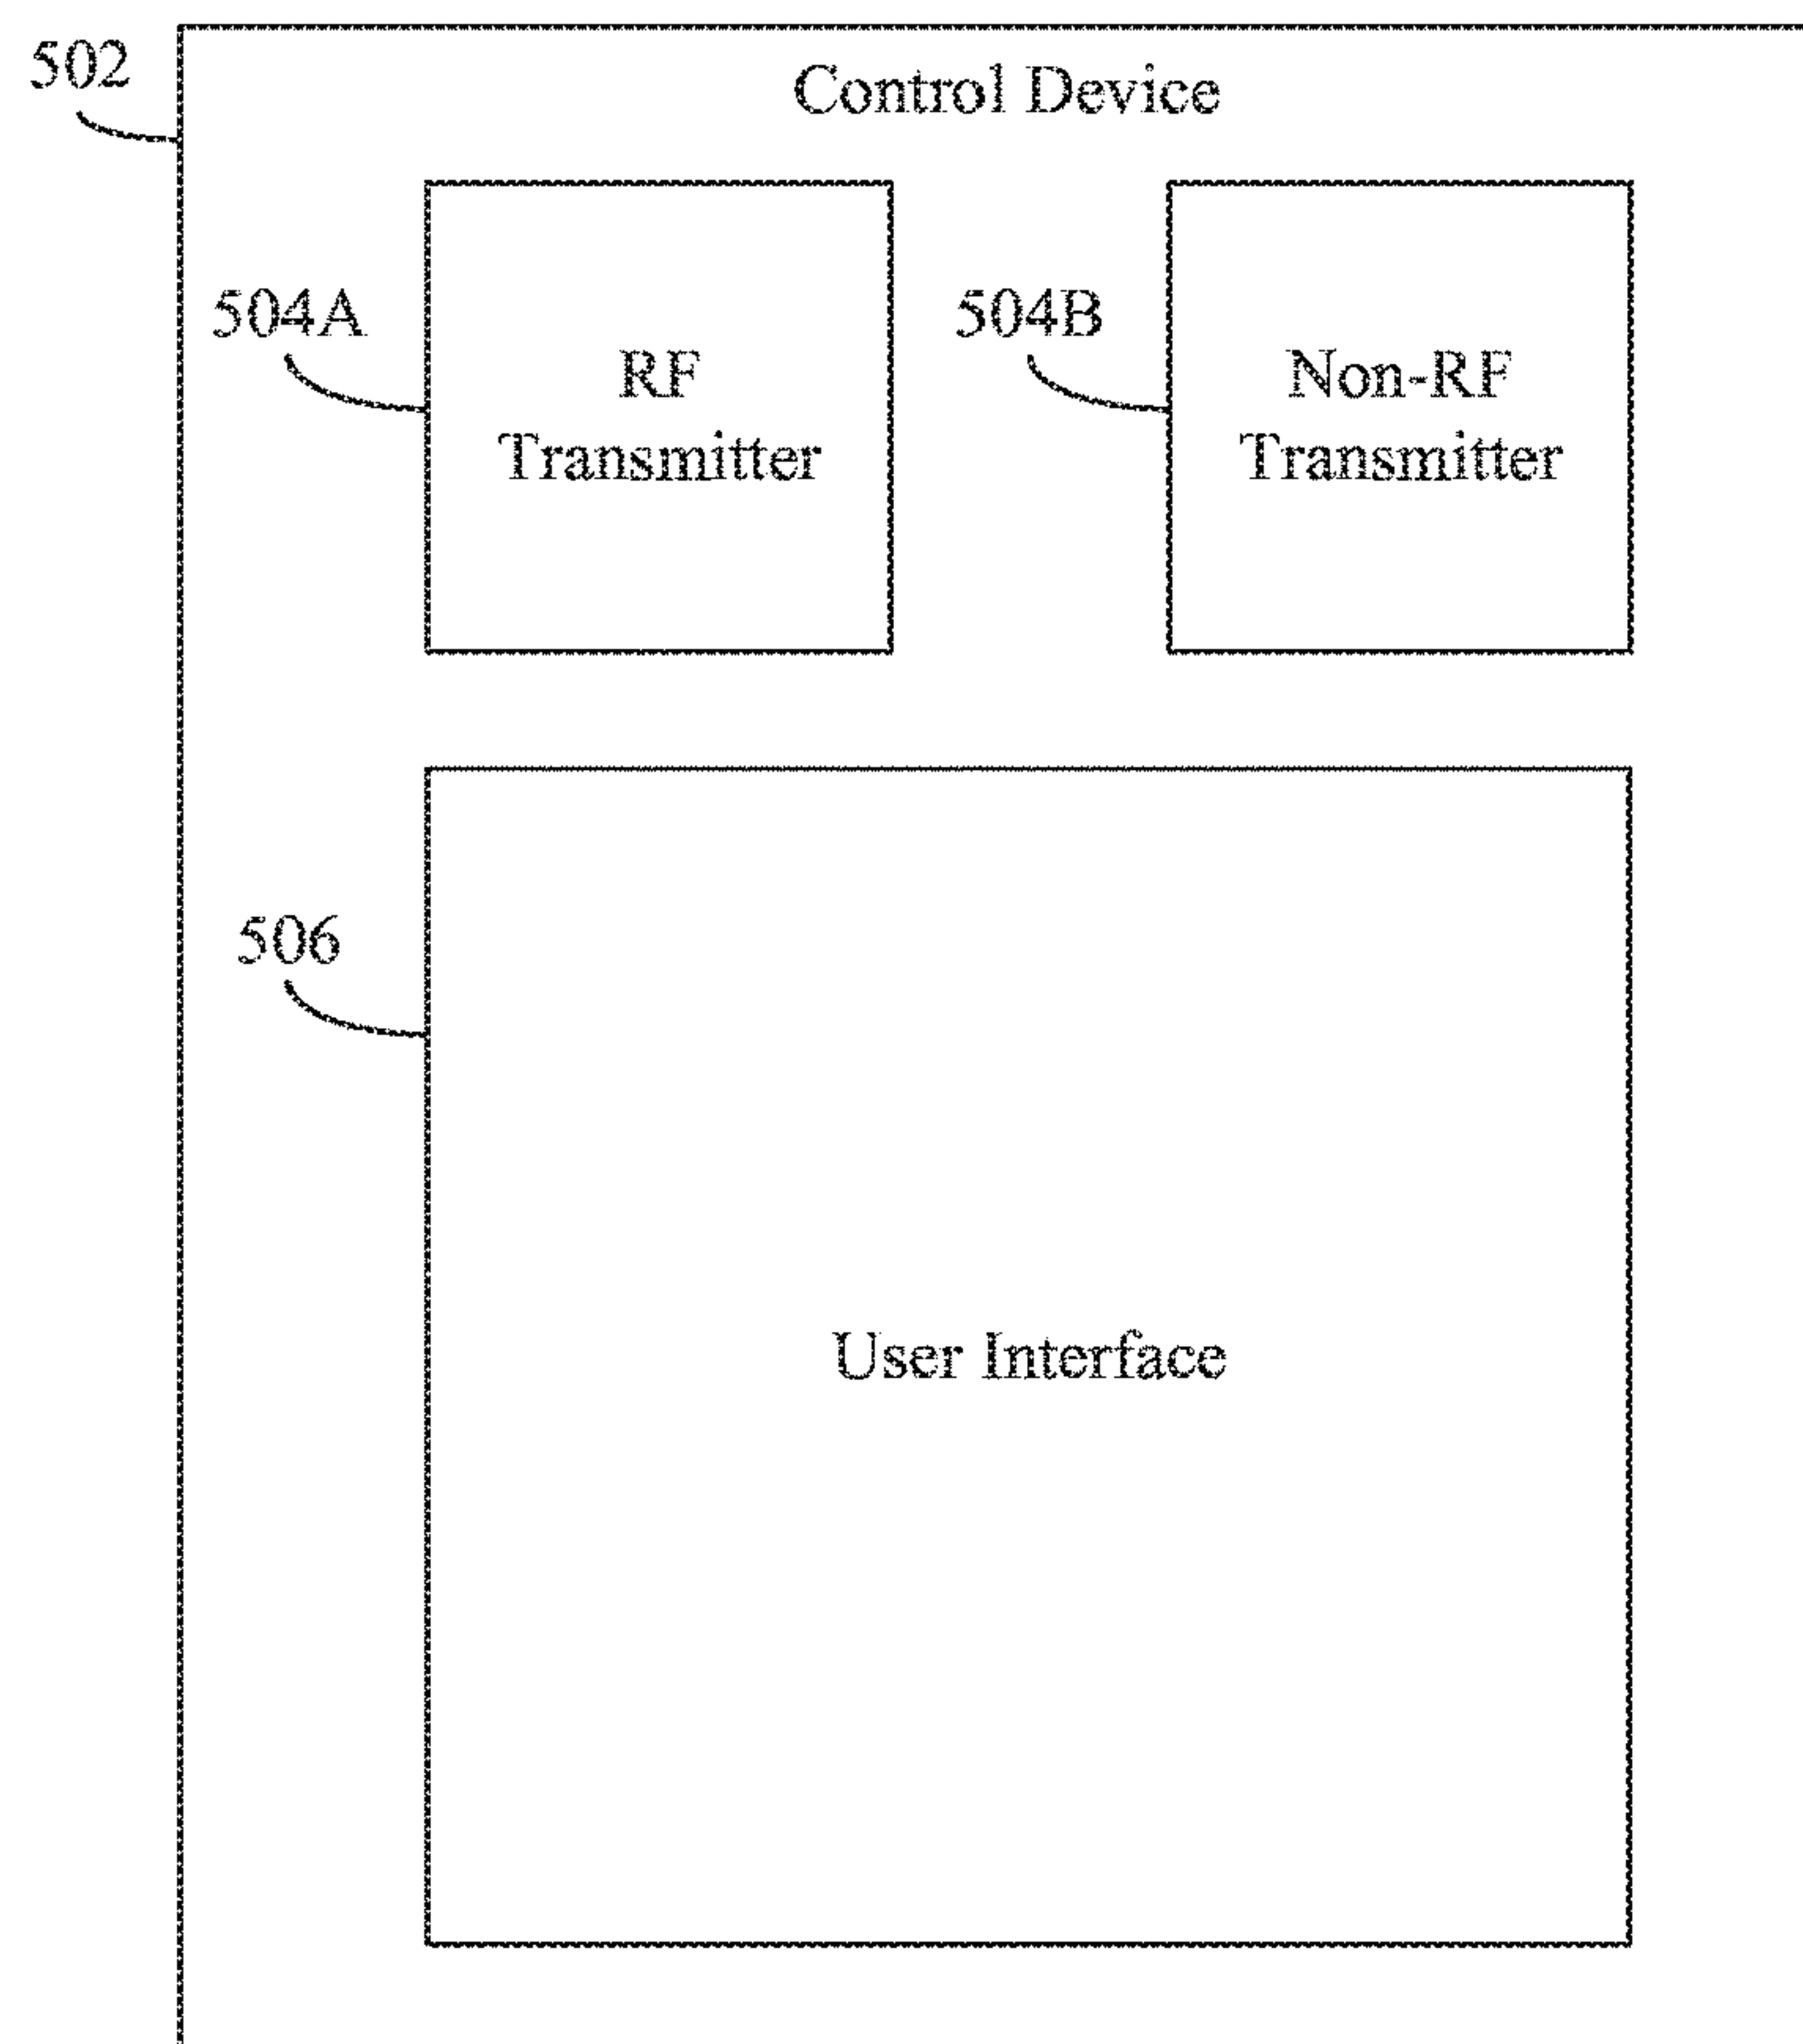 502
Control Device
504A
RF
Transmitter
504B
Non-RF
Transmitter
506
User Interface